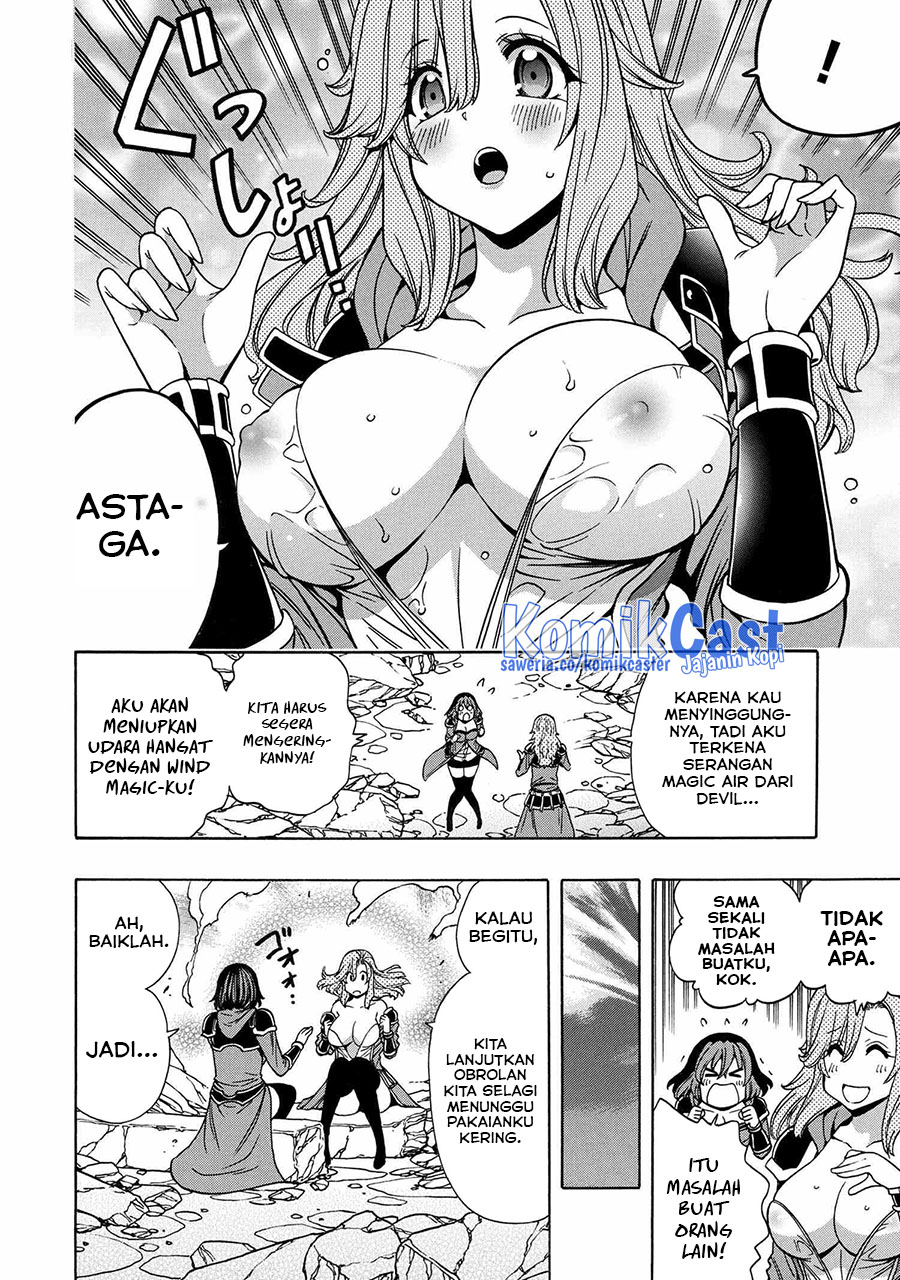 !
ぐっしょ
り!!
ASTA-
GA.
KomikCast
saweria.co/komikcaster
Jajanin Kopi
KARENA KAU
MENYINGGUNG-
NYA, TADI AKU
TERKENA
SERANGAN
MAGIC AIR DARI
DEVIL...
KITA HARUS
SEGERA
MENGERING-
KANNYA!
AKU AKAN
MENIUPKAN
UDARA HANGAT
DENGAN WIND
MAGIC-KU!
TIDAK
APA-
APA.
SAMA
SEKALI
TIDAK
MASALAH
BUATKU,
KOK.
ITU
MASALAH
BUAT
ORANG
LAIN!
KALAU
BEGITU,
KITA
LANJUTKAN
OBROLAN
KITA SELAGI
MENUNGGU
PAKAIANKU
KERING.
ゴオ...
AH,
BAIKLAH.
JADI...